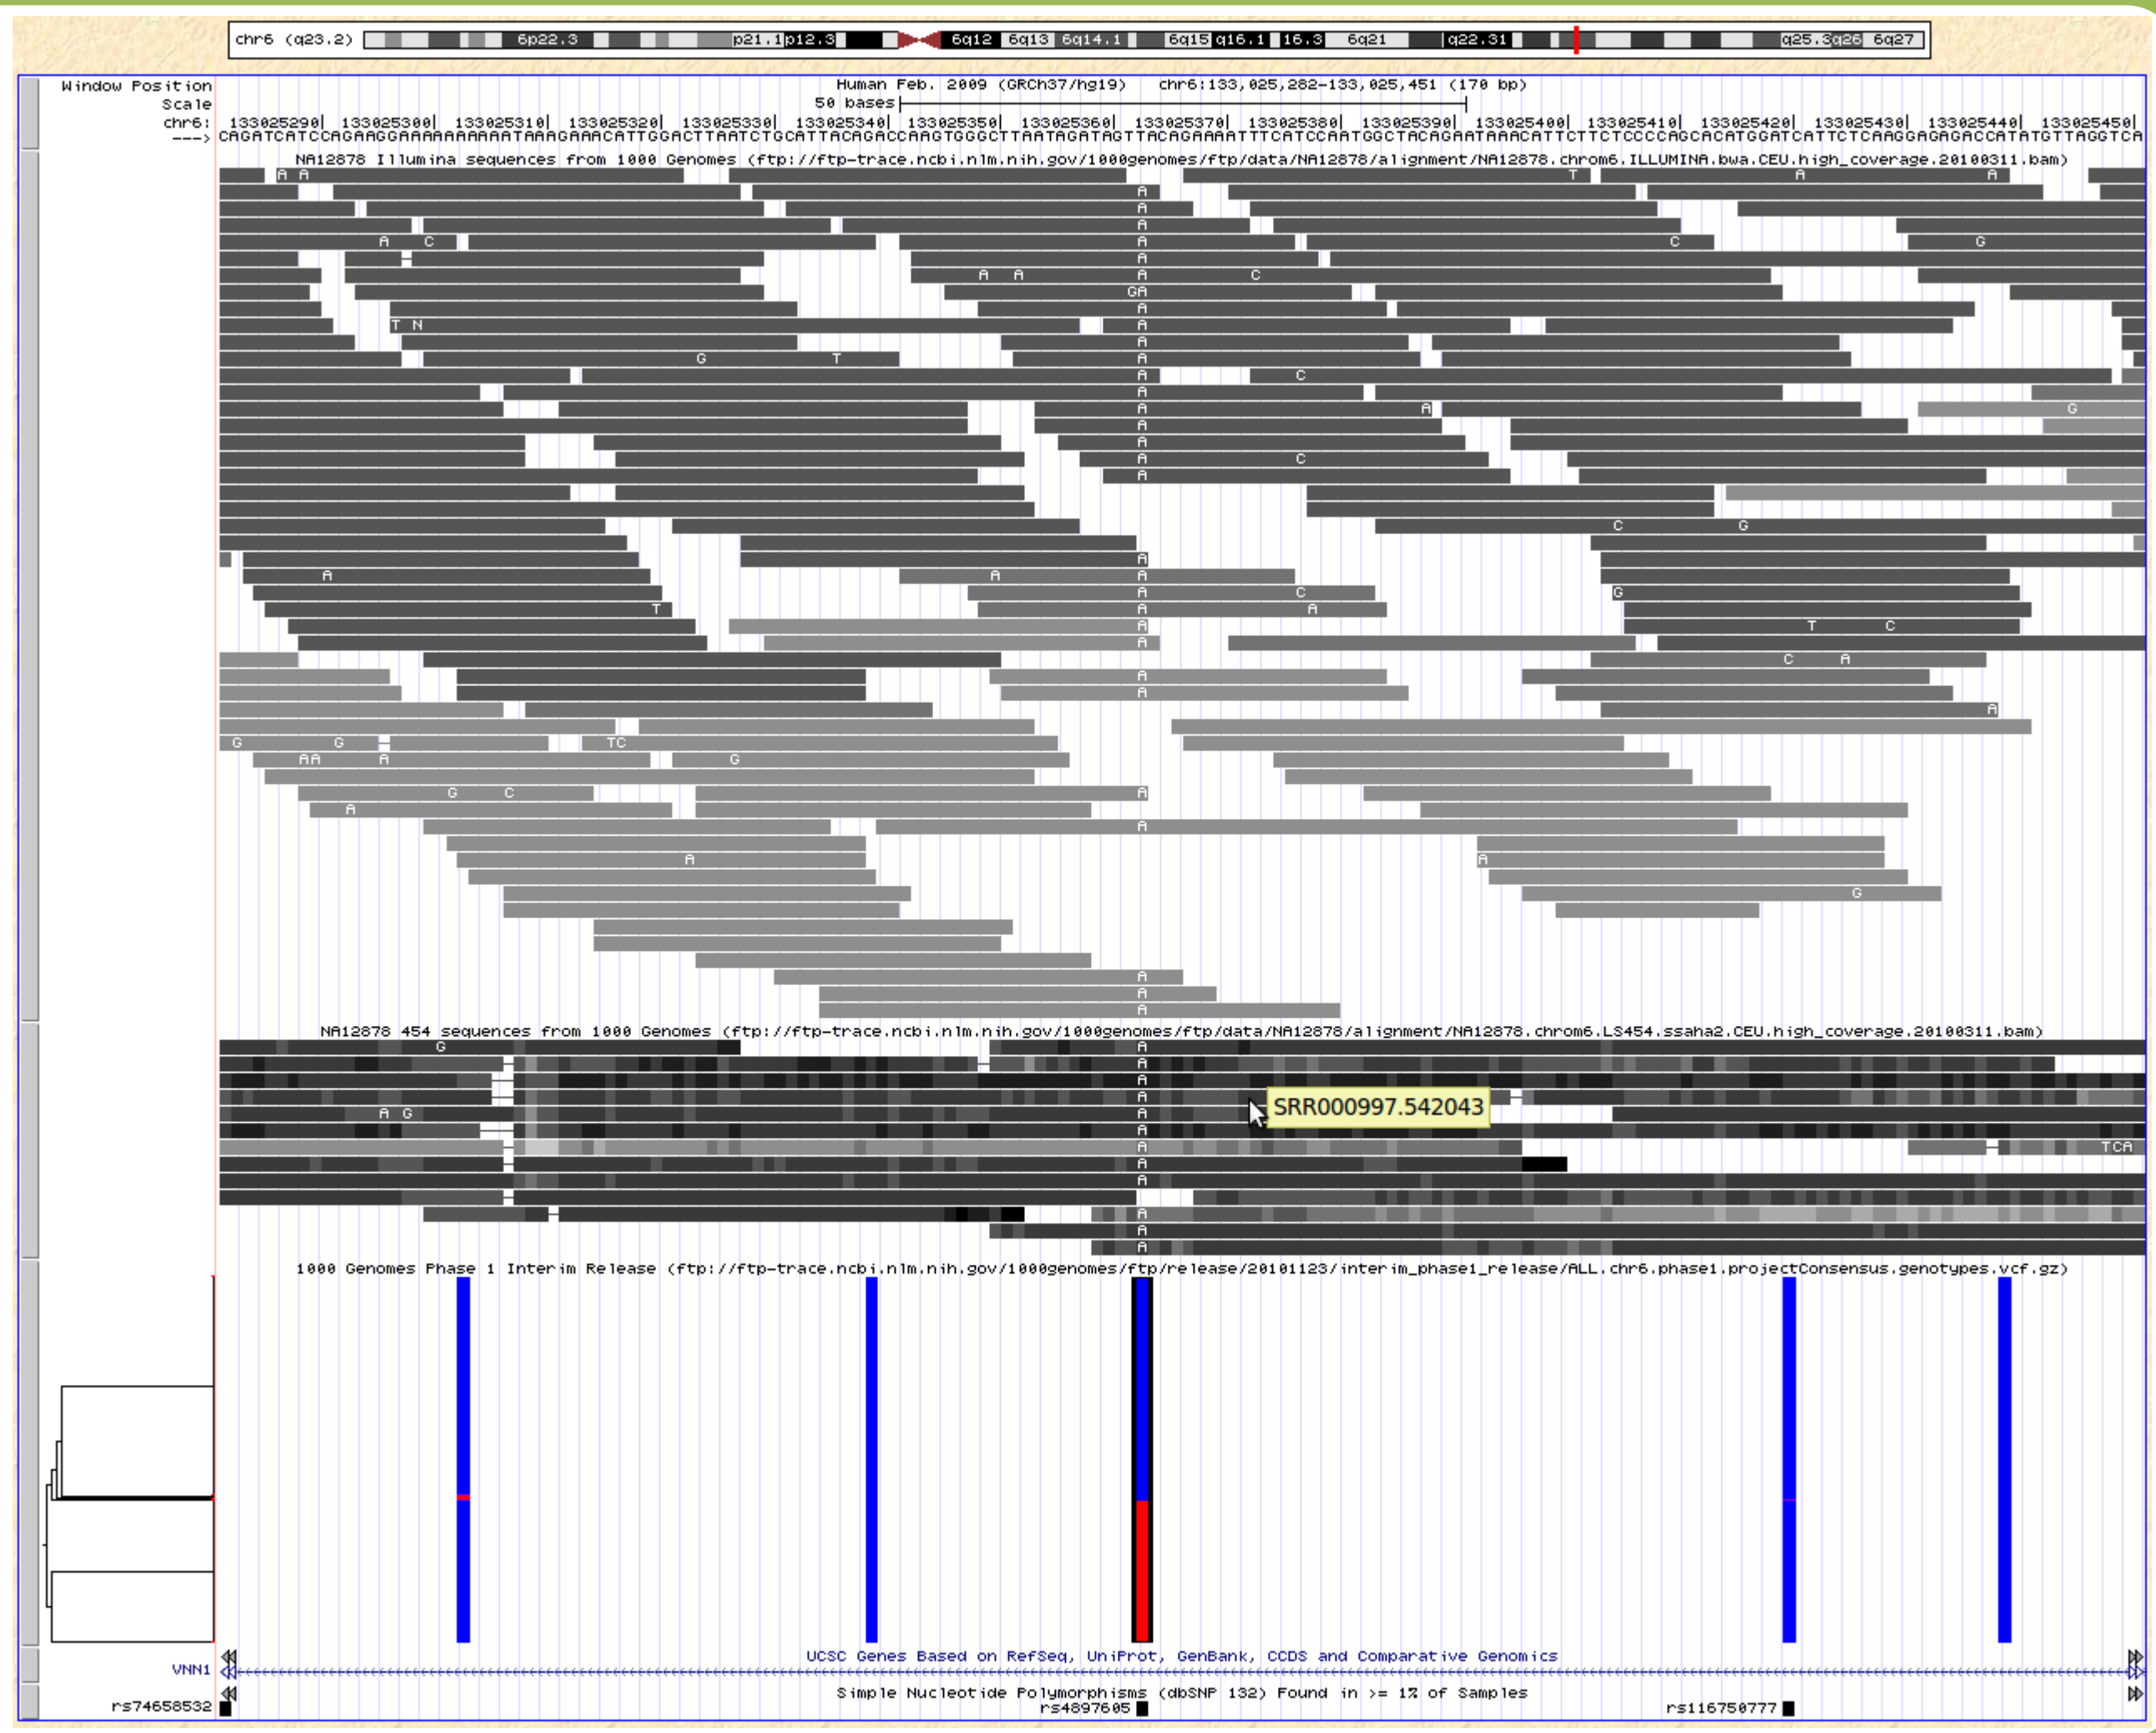 chr6 (q23.2) 6p22.3 p21.1 p12.3 6q12 6q13 6q14.1 6q15 q16.1 16.3 6q21 q22.31 q25.3 q26 6q27
Window Position Human Feb. 2009 (GRCh37/hg19) chr6:133,025,282-133,025,451 (170 bp)
Scale 50 bases
chr6: 133025290| 133025300| 133025310| 133025320| 133025330| 133025340| 133025350| 133025360| 133025370| 133025380| 133025390| 133025400| 133025410| 133025420| 133025430| 133025440| 133025450|
---> CAGATCATCCAGAAGGAAAAAAAAAATAAAGAAACATTGGACTTAATCTGCATTACAGACCAAGTGGGCTTAATAGATAGTTACAGAAAATTTCATCCAATGGCTACAGAATAAACATTCTTCTCCCCAGCACATGGATCATTCTCAAGGAGAGACCATATGTTAGGTCA
NA12878 Illumina sequences from 1000 Genomes (ftp://ftp-trace.ncbi.nlm.nih.gov/1000genomes/ftp/data/NA12878/alignment/NA12878.chrom6.ILLUMINA.bwa.CEU.high_coverage.20100311.bam)
A A T A A
A
A
A
A C A C G
A
A A A C
GA
A
T N A
A
G T A
A C
A
A A G
A
A
A C
A
C G
A
A A A
A C G
T A A
A T C
A
C A
A
A
A
G G TC
AA A G
G C A
A
A
A A
G
A
A
A
NA12878 454 sequences from 1000 Genomes (ftp://ftp-trace.ncbi.nlm.nih.gov/1000genomes/ftp/data/NA12878/alignment/NA12878.chrom6.LS454.ssaha2.CEU.high_coverage.20100311.bam)
G A
A
A
A
SRR000997.542043
A G A
A
A TCA
A
A
A
A
A
1000 Genomes Phase 1 Interim Release (ftp://ftp-trace.ncbi.nlm.nih.gov/1000genomes/ftp/release/20101123/interim_phase1_release/ALL.chr6.phase1.projectConsensus.genotypes.vcf.gz)
UCSC Genes Based on RefSeq, UniProt, GenBank, CCDS and Comparative Genomics
VNN1
Simple Nucleotide Polymorphisms (dbSNP 132) Found in >= 1% of Samples
rs74658532 rs4897605 rs116750777